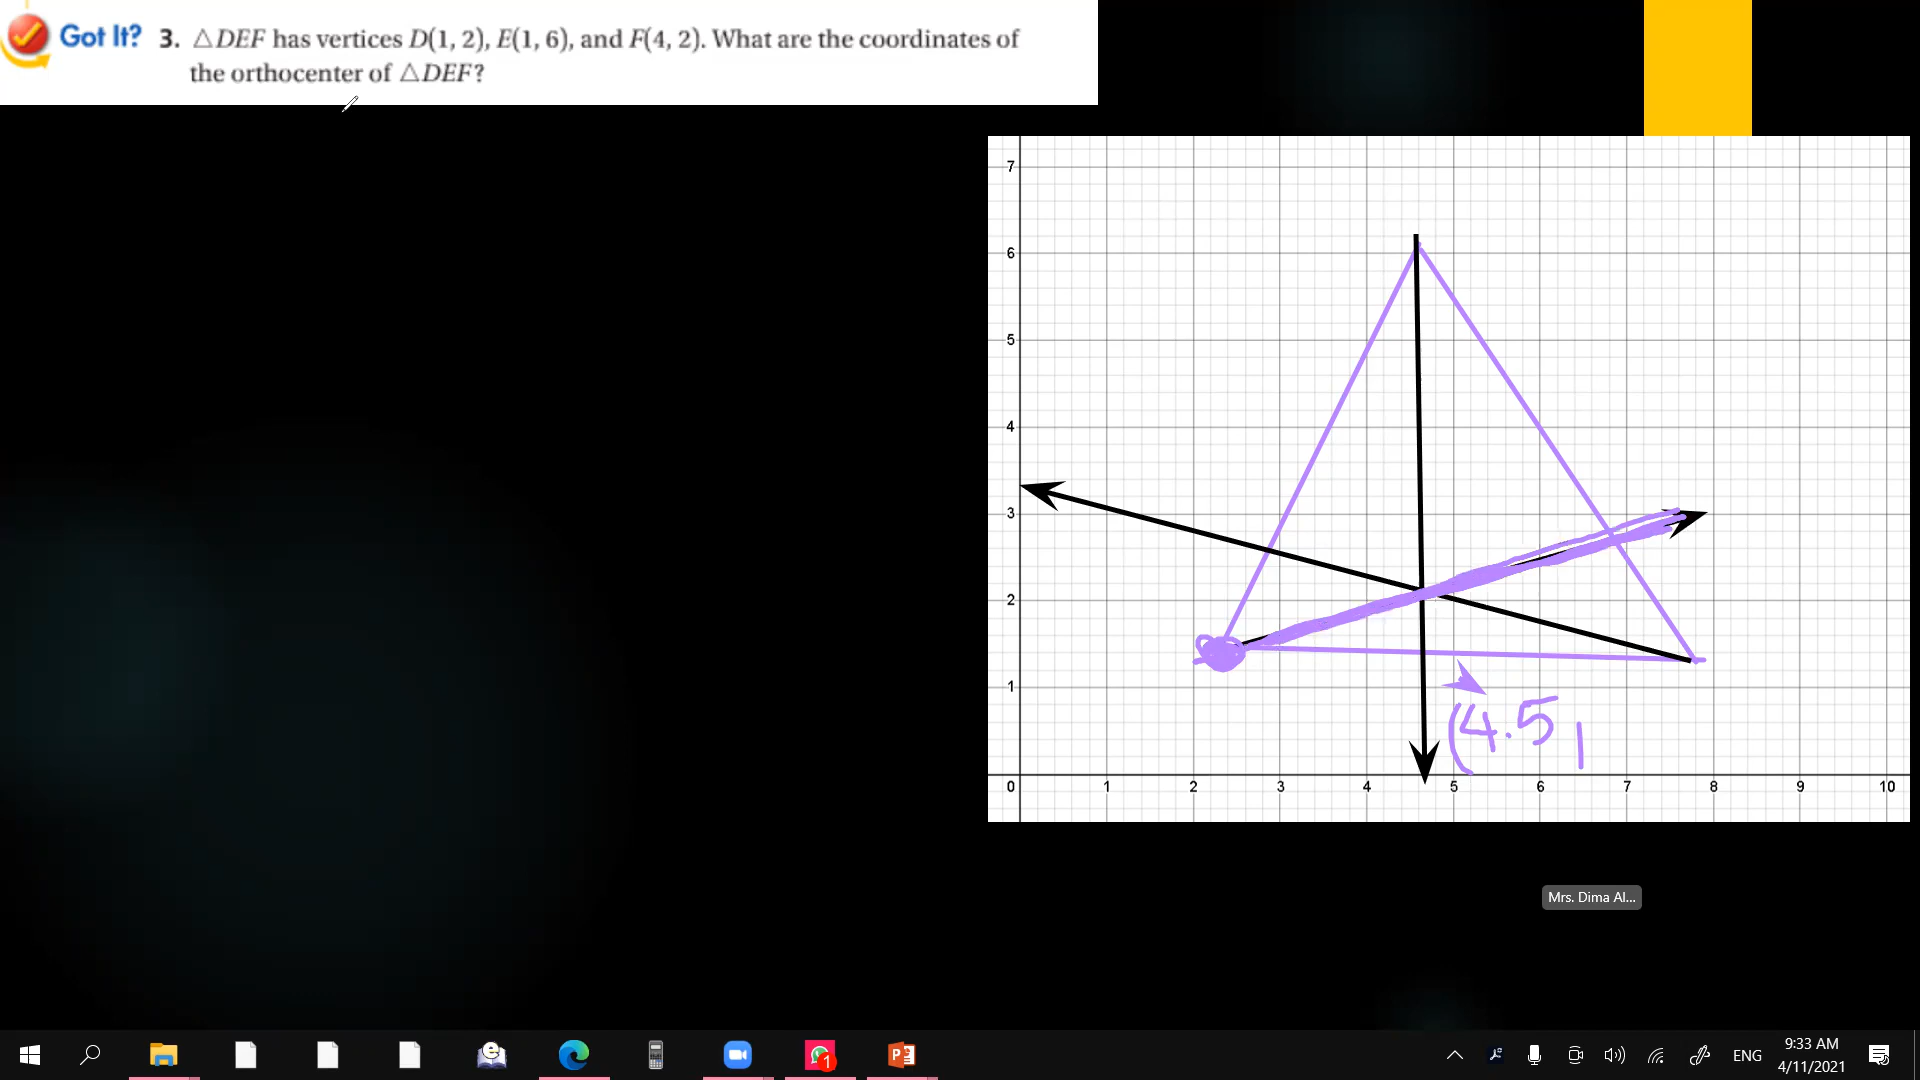 Got It? 3. △DEF has vertices D(1, 2), E(1, 6), and F(4, 2). What are the coordinates of
the orthocenter of △DEF?
7
6
5
4
3
2
1
0 1 2 3 4 5 6 7 8 9 10
(4.5,
Mrs. Dima Al...
1
ENG
9:33 AM
4/11/2021